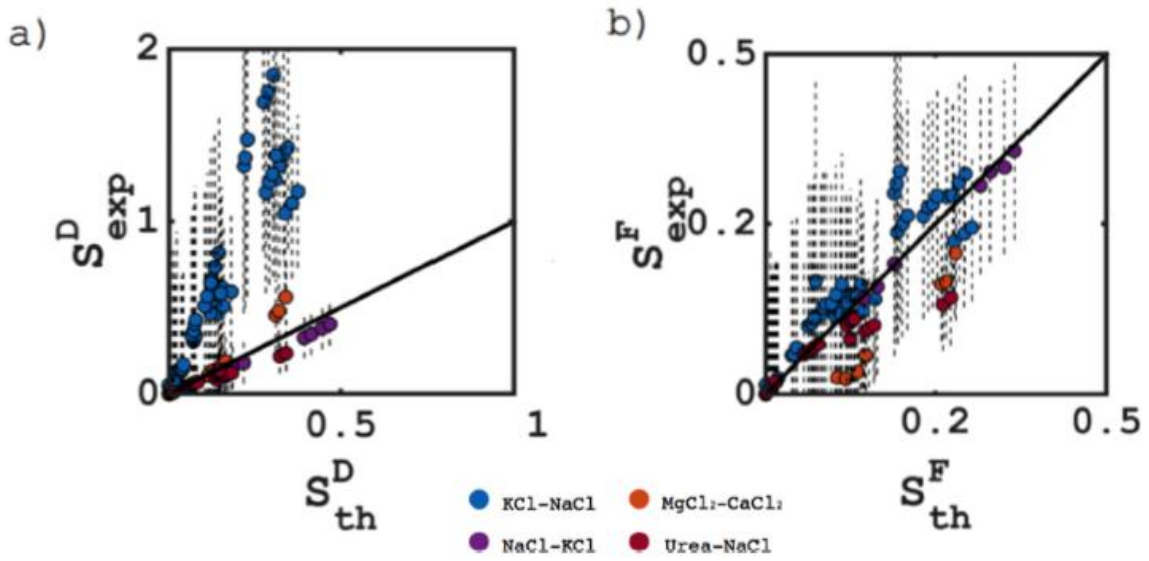 a)
2
1
0
S^D_exp
0.5
1
S^D_th
b)
0.5
0.2
0
S^F_exp
0.2
0.5
S^F_th
KCl-NaCl
MgCl₂-CaCl₂
NaCl-KCl
Urea-NaCl